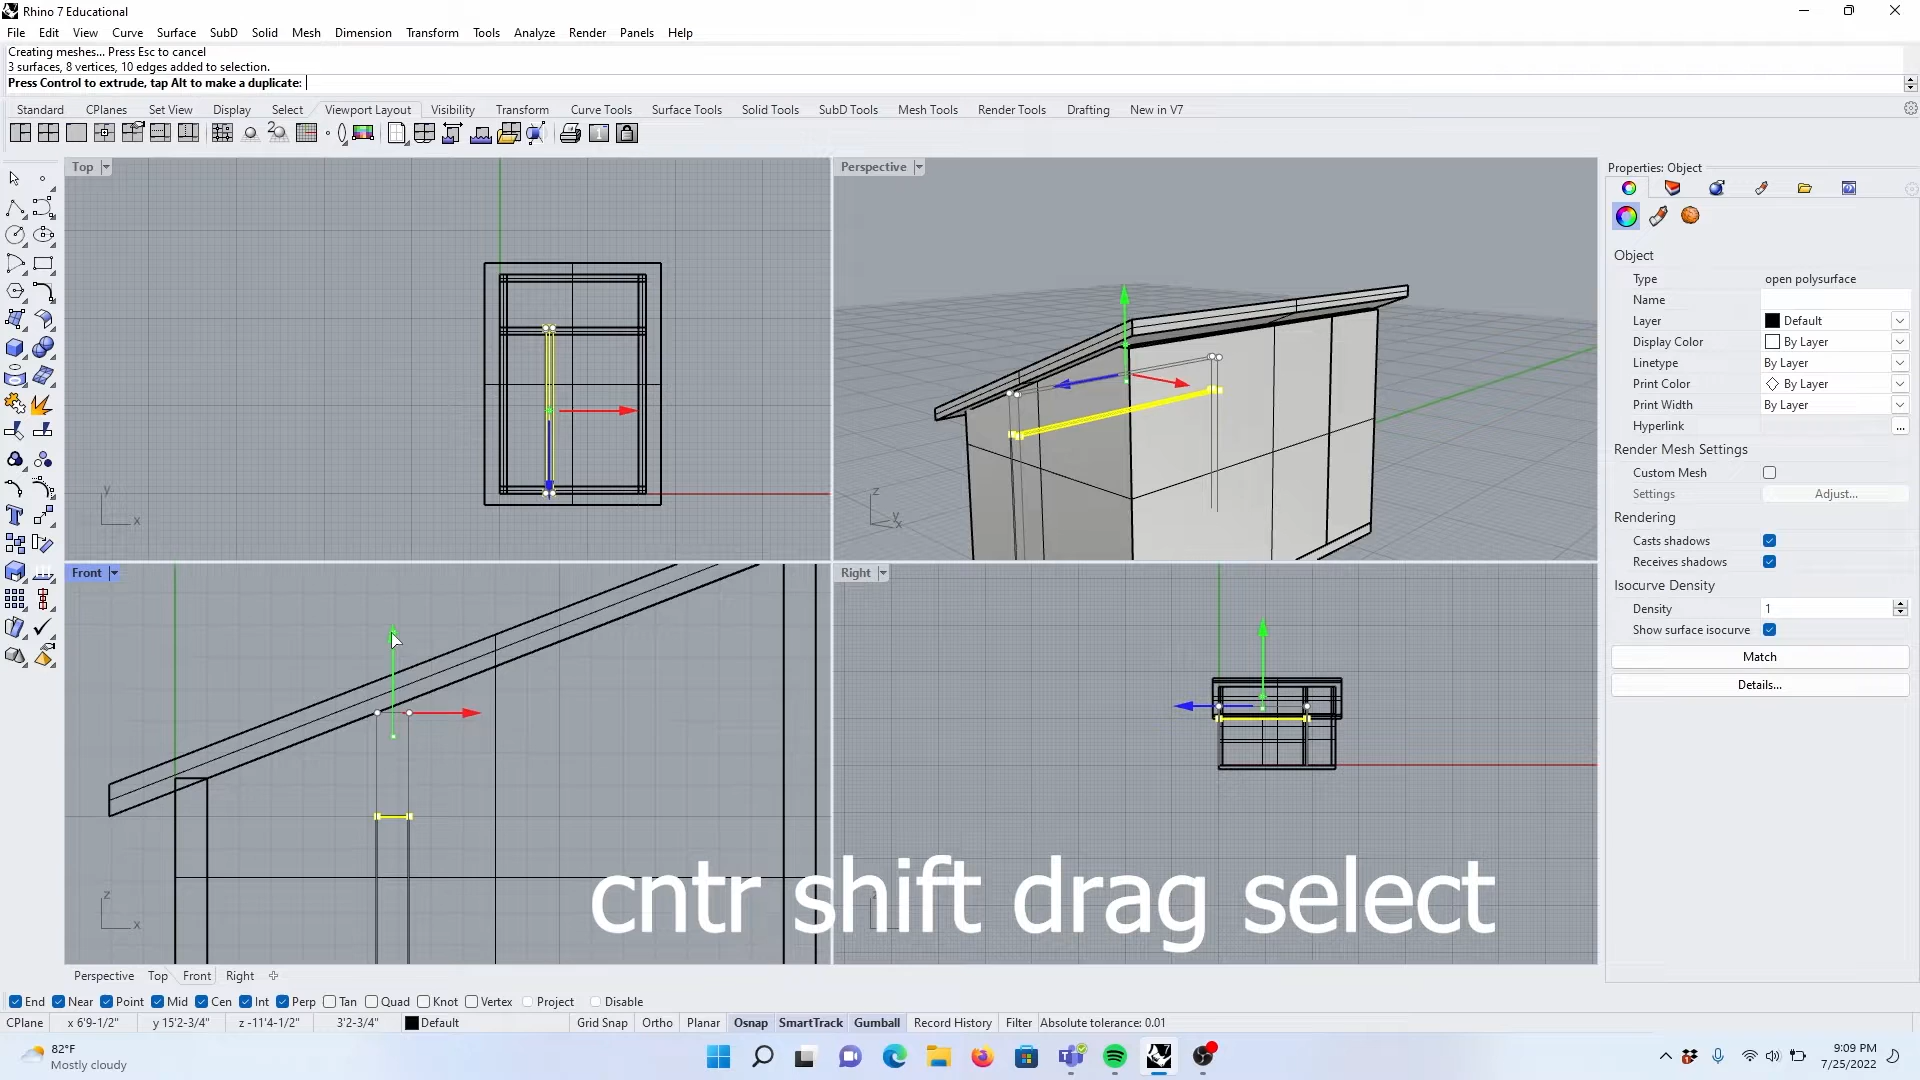 Rhino 7 Educational
File Edit View Curve Surface SubD Solid Mesh Dimension Transform Tools Analyze Render Panels Help
Creating meshes... Press Esc to cancel
3 surfaces, 8 vertices, 10 edges added to selection.
Press Control to extrude, tap Alt to make a duplicate:
Standard CPlanes Set View Display Select Viewport Layout Visibility Transform Curve Tools Surface Tools Solid Tools SubD Tools Mesh Tools Render Tools Drafting New in V7
Top
Perspective
Properties: Object
Object
Type open polysurface
Name
Layer Default
Display Color By Layer
Linetype By Layer
Print Color By Layer
Print Width By Layer
Hyperlink ...
Render Mesh Settings
Custom Mesh
Settings Adjust...
Rendering
Casts shadows
Receives shadows
Isocurve Density
Density 1
Show surface isocurve
Match
Details...
y
x
z
y
x
Front
Right
z
x
cntr shift drag select
Perspective Top Front Right
End Near Point Mid Cen Int Perp Tan Quad Knot Vertex Project Disable
CPlane x 6'9-1/2" y 15'2-3/4" z -11'4-1/2" 3'2-3/4" Default Grid Snap Ortho Planar Osnap SmartTrack Gumball Record History Filter Absolute tolerance: 0.01
82°F
Mostly cloudy
9:09 PM
7/25/2022